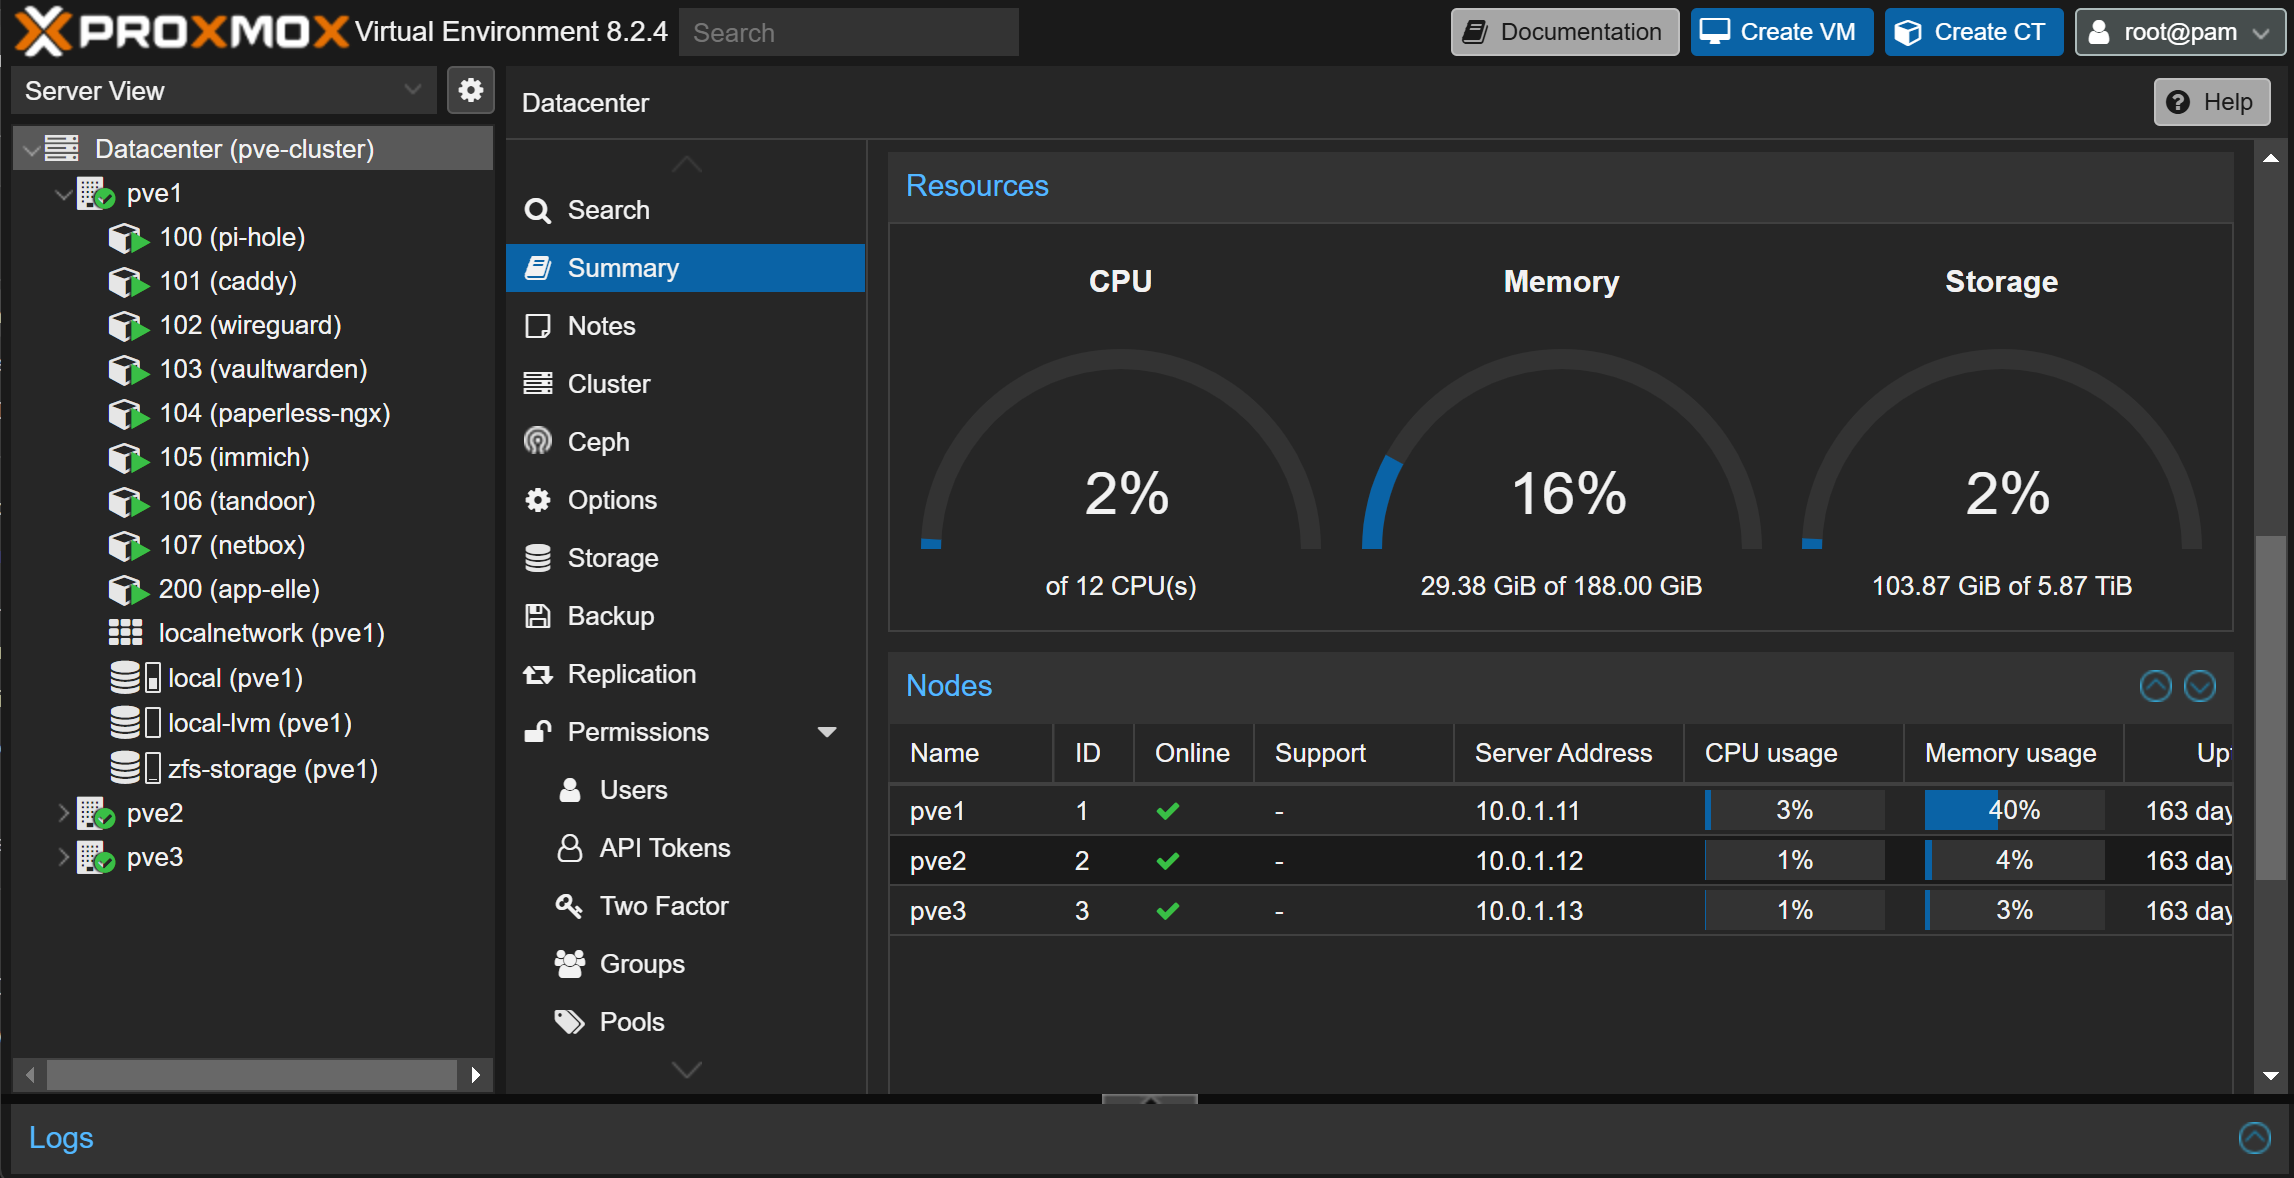 PROXMOX Virtual Environment 8.2.4
Search
Documentation
Create VM
Create CT
root@pam
Server View
Datacenter (pve-cluster)
pve1
100 (pi-hole)
101 (caddy)
102 (wireguard)
103 (vaultwarden)
104 (paperless-ngx)
105 (immich)
106 (tandoor)
107 (netbox)
200 (app-elle)
localnetwork (pve1)
local (pve1)
local-lvm (pve1)
zfs-storage (pve1)
pve2
pve3
Datacenter
Help
Search
Summary
Notes
Cluster
Ceph
Options
Storage
Backup
Replication
Permissions
Users
API Tokens
Two Factor
Groups
Pools
Resources
CPU
2%
of 12 CPU(s)
Memory
16%
29.38 GiB of 188.00 GiB
Storage
2%
103.87 GiB of 5.87 TiB
Nodes
Name ID Online Support Server Address CPU usage Memory usage Upt
pve1 1 - 10.0.1.11 3% 40% 163 day
pve2 2 - 10.0.1.12 1% 4% 163 day
pve3 3 - 10.0.1.13 1% 3% 163 day
Logs